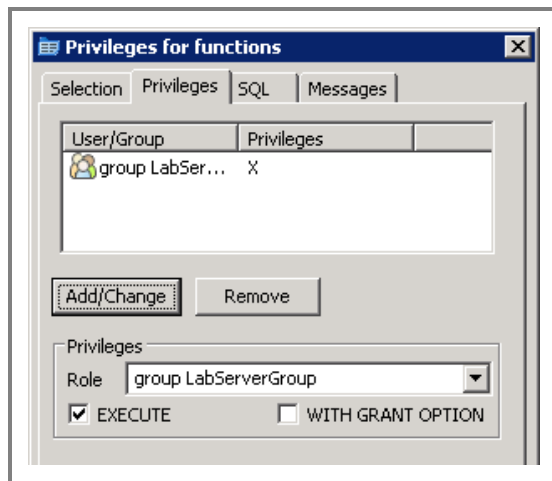 Privileges for functions
Selection Privileges SQL Messages
User/Group Privileges
group LabSer... X
Add/Change Remove
Privileges
Role group LabServerGroup
EXECUTE WITH GRANT OPTION